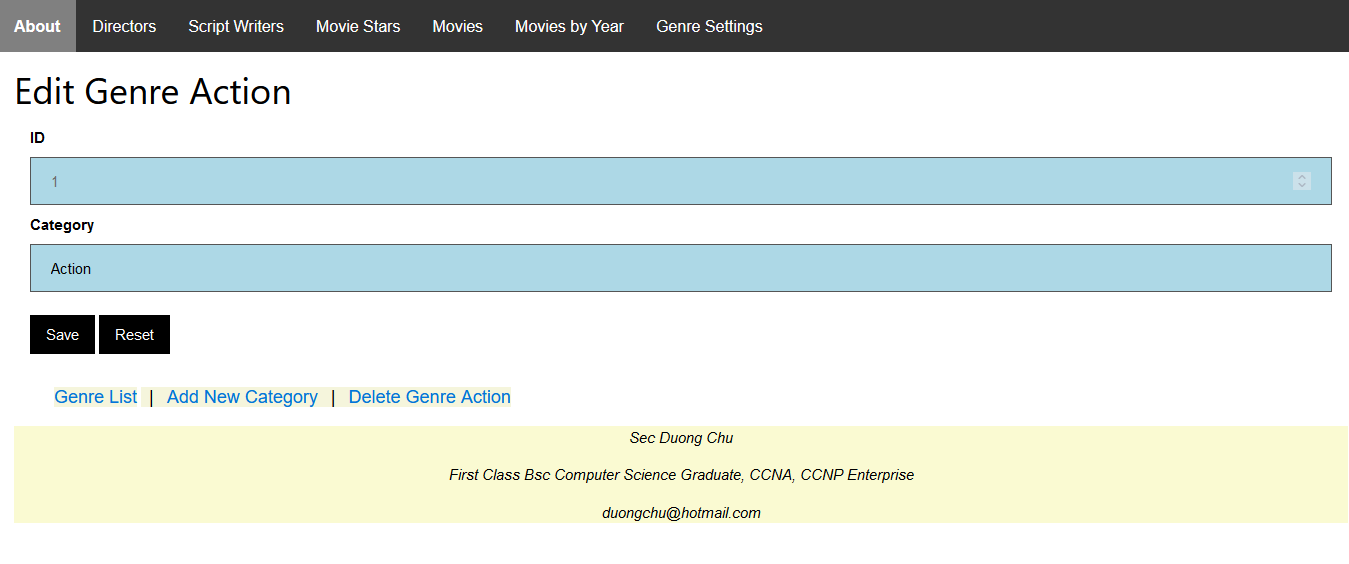 About Directors Script Writers Movie Stars Movies Movies by Year Genre Settings
Edit Genre Action
ID
1
Category
Action
Save Reset
Genre List | Add New Category | Delete Genre Action
Sec Duong Chu
First Class Bsc Computer Science Graduate, CCNA, CCNP Enterprise
duongchu@hotmail.com